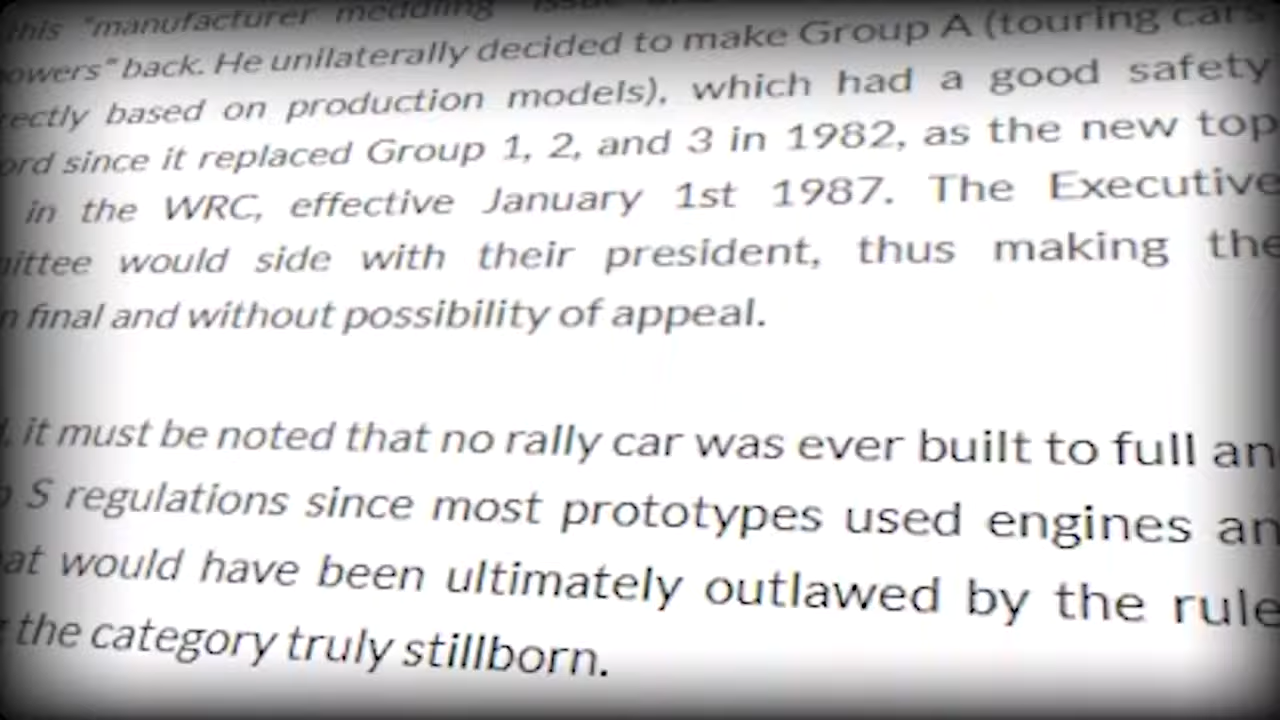 this "manufacturer meddling" issue
owers" back. He unilaterally decided to make Group A (touring cars
ectly based on production models), which had a good safety
ord since it replaced Group 1, 2, and 3 in 1982, as the new top
in the WRC, effective January 1st 1987. The Executive
ittee would side with their president, thus making the
n final and without possibility of appeal.
it must be noted that no rally car was ever built to full an
S regulations since most prototypes used engines an
at would have been ultimately outlawed by the rule
the category truly stillborn.